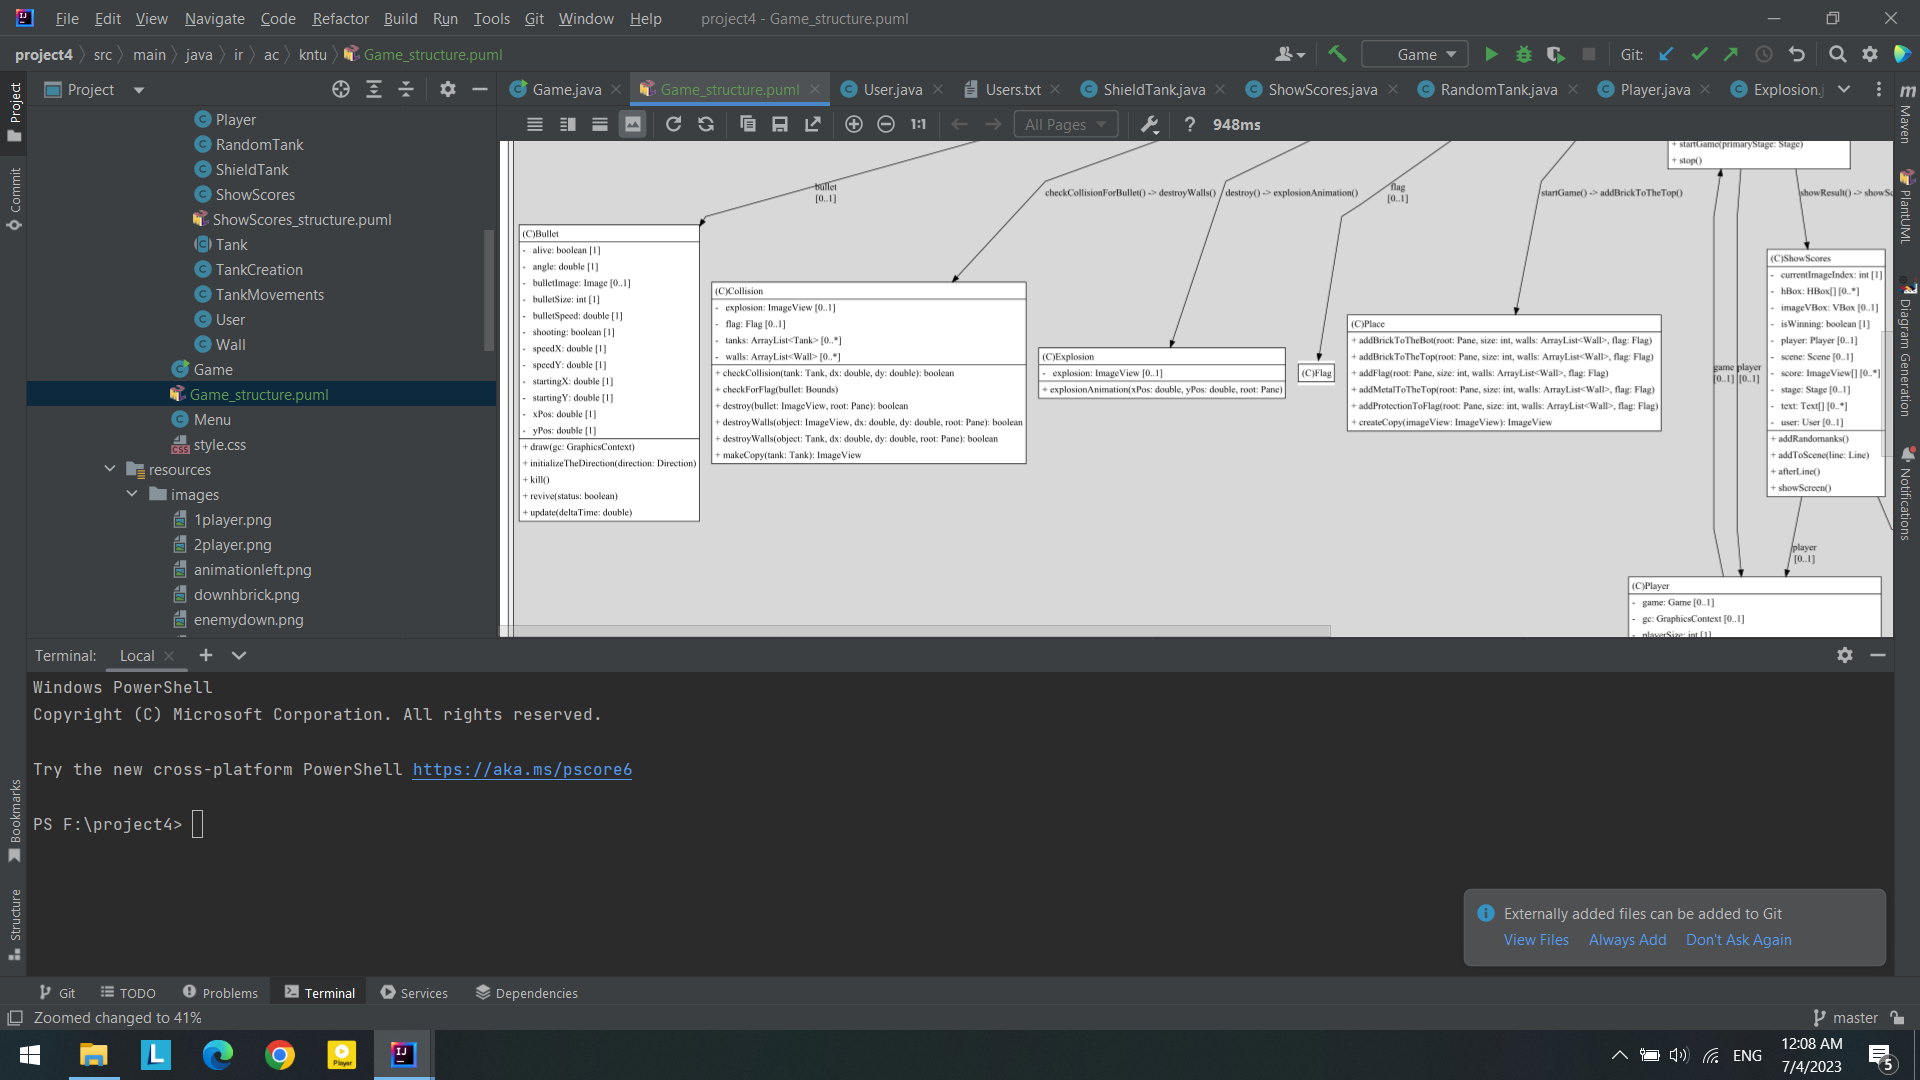 File Edit View Navigate Code Refactor Build Run Tools Git Window Help project4 - Game_structure.puml
project4 src main java ir ac kntu Game_structure.puml Game Git:
Project
Game.java Game_structure.puml User.java Users.txt ShieldTank.java ShowScores.java RandomTank.java Player.java Explosion.j
1:1 All Pages ? 948ms
Project
Commit
Bookmarks
Structure
Player
RandomTank
ShieldTank
ShowScores
ShowScores_structure.puml
Tank
TankCreation
TankMovements
User
Wall
Game
Game_structure.puml
Menu
style.css
resources
images
1player.png
2player.png
animationleft.png
downhbrick.png
enemydown.png
+ startGame(primaryStage: Stage)
+ stop()
bullet
[0..1]
checkCollisionForBullet() -> destroyWalls()
destroy() -> explosionAnimation()
flag
[0..1]
startGame() -> addBrickToTheTop()
showResult() -> showSc
(C)Bullet
- alive: boolean [1]
- angle: double [1]
- bulletImage: Image [0..1]
- bulletSize: int [1]
- bulletSpeed: double [1]
- shooting: boolean [1]
- speedX: double [1]
- speedY: double [1]
- startingX: double [1]
- startingY: double [1]
- xPos: double [1]
- yPos: double [1]
+ draw(gc: GraphicsContext)
+ initializeTheDirection(direction: Direction)
+ kill()
+ revive(status: boolean)
+ update(deltaTime: double)
(C)Collision
- explosion: ImageView [0..1]
- flag: Flag [0..1]
- tanks: ArrayList<Tank> [0..*]
- walls: ArrayList<Wall> [0..*]
+ checkCollision(tank: Tank, dx: double, dy: double): boolean
+ checkForFlag(bullet: Bounds)
+ destroy(bullet: ImageView, root: Pane): boolean
+ destroyWalls(object: ImageView, dx: double, dy: double, root: Pane): boolean
+ destroyWalls(object: Tank, dx: double, dy: double, root: Pane): boolean
+ makeCopy(tank: Tank): ImageView
(C)Explosion
- explosion: ImageView [0..1]
+ explosionAnimation(xPos: double, yPos: double, root: Pane)
(C)Flag
(C)Place
+ addBrickToTheBot(root: Pane, size: int, walls: ArrayList<Wall>, flag: Flag)
+ addBrickToTheTop(root: Pane, size: int, walls: ArrayList<Wall>, flag: Flag)
+ addFlag(root: Pane, size: int, walls: ArrayList<Wall>, flag: Flag)
+ addMetalToTheTop(root: Pane, size: int, walls: ArrayList<Wall>, flag: Flag)
+ addProtectionToFlag(root: Pane, size: int, walls: ArrayList<Wall>, flag: Flag)
+ createCopy(imageView: ImageView): ImageView
game player
[0..1] [0..1]
(C)ShowScores
- currentImageIndex: int [1]
- hBox: HBox[] [0..*]
- imageVBox: VBox [0..1]
- isWinning: boolean [1]
- player: Player [0..1]
- scene: Scene [0..1]
- score: ImageView[] [0..*]
- stage: Stage [0..1]
- text: Text[] [0..*]
- user: User [0..1]
+ addRandomanks()
+ addToScene(line: Line)
+ afterLine()
+ showScreen()
player
[0..1]
(C)Player
- game: Game [0..1]
- gc: GraphicsContext [0..1]
- playerSize: int [1]
Maven
PlantUML
Diagram Generation
Notifications
Terminal: Local
Windows PowerShell
Copyright (C) Microsoft Corporation. All rights reserved.
Try the new cross-platform PowerShell https://aka.ms/pscore6
PS F:\project4>
Externally added files can be added to Git
View Files Always Add Don't Ask Again
Git TODO Problems Terminal Services Dependencies
Zoomed changed to 41% master
L Player IJ ENG 12:08 AM
7/4/2023 5